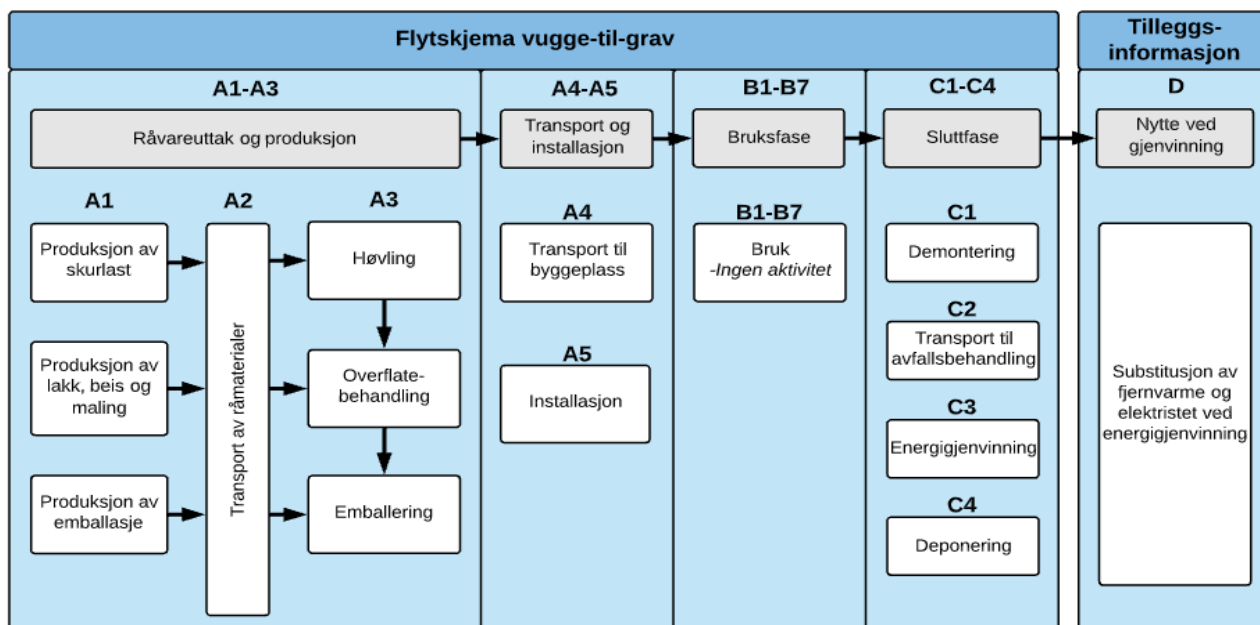 Flytskjema vugge-til-grav
Tilleggs-
informasjon
A1-A3
Råvareuttak og produksjon
A4-A5
Transport og
installasjon
B1-B7
Bruksfase
C1-C4
Sluttfase
D
Nytte ved
gjenvinning
A1
Produksjon av
skurlast
Produksjon av
lakk, beis og
maling
Produksjon av
emballasje
A2
Transport av råmaterialer
A3
Høvling
Overflate-
behandling
Emballering
A4
Transport til
byggeplass
A5
Installasjon
B1-B7
Bruk
-Ingen aktivitet
C1
Demontering
C2
Transport til
avfallsbehandling
C3
Energigjenvinning
C4
Deponering
Substitusjon av
fjernvarme og
elektristet ved
energigjenvinning